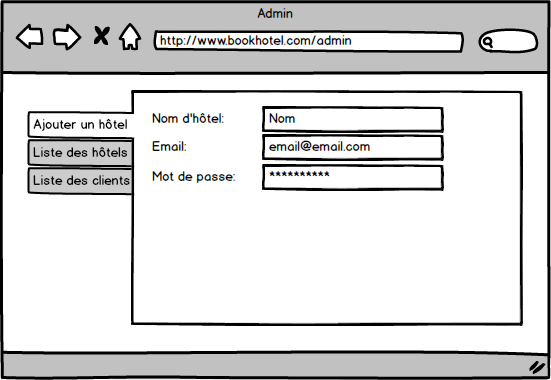 Admin
http://www.bookhotel.com/admin
Ajouter un hôtel
Liste des hôtels
Liste des clients
Nom d'hôtel: Nom
Email: email@email.com
Mot de passe: **********